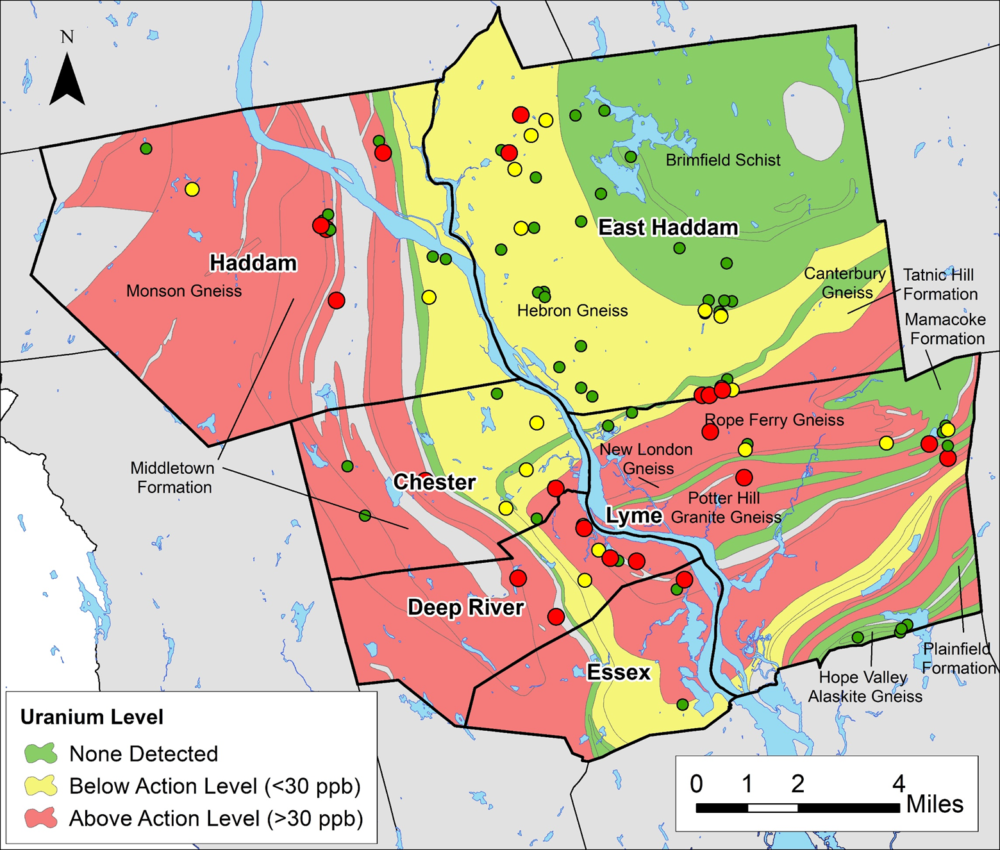 N
Brimfield Schist
East Haddam
Haddam
Monson Gneiss
Hebron Gneiss
Canterbury
Gneiss
Tatnic Hill
Formation
Mamacoke
Formation
Rope Ferry Gneiss
New London
Gneiss
Middletown
Formation
Chester
Potter Hill
Granite Gneiss
Lyme
Deep River
Essex
Plainfield
Formation
Hope Valley
Alaskite Gneiss
Uranium Level
None Detected
Below Action Level (<30 ppb)
Above Action Level (>30 ppb)
0 1 2 4
Miles